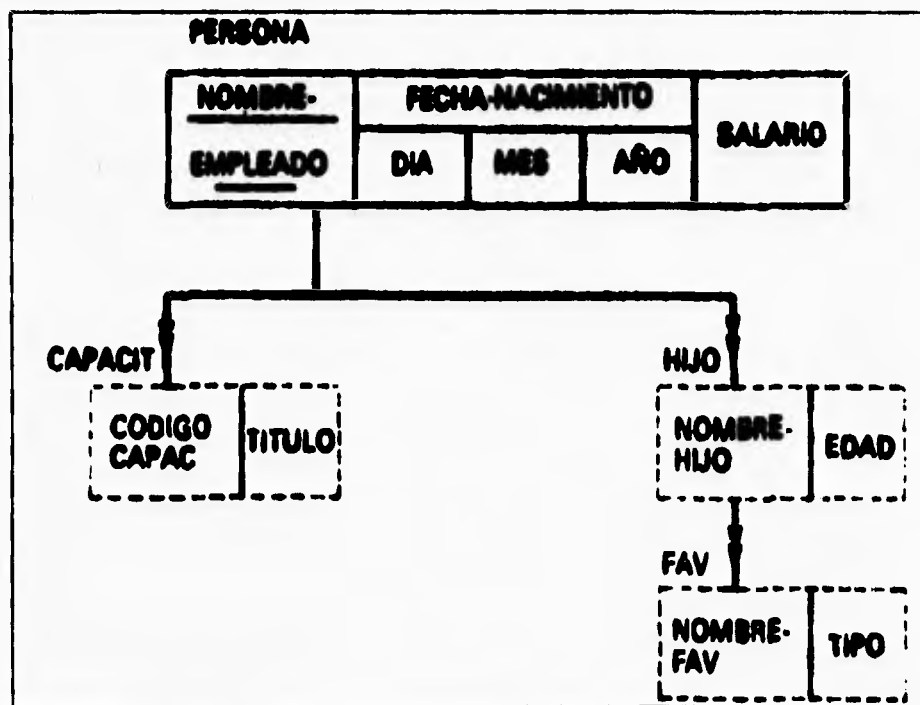 PERSONA
NOMBRE-
EMPLEADO
FECHA-NACIMIENTO
DIA
MES
AÑO
SALARIO
CAPACIT
CODIGO
CAPAC
TITULO
HIJO
NOMBRE-
HIJO
EDAD
FAV
NOMBRE-
FAV
TIPO